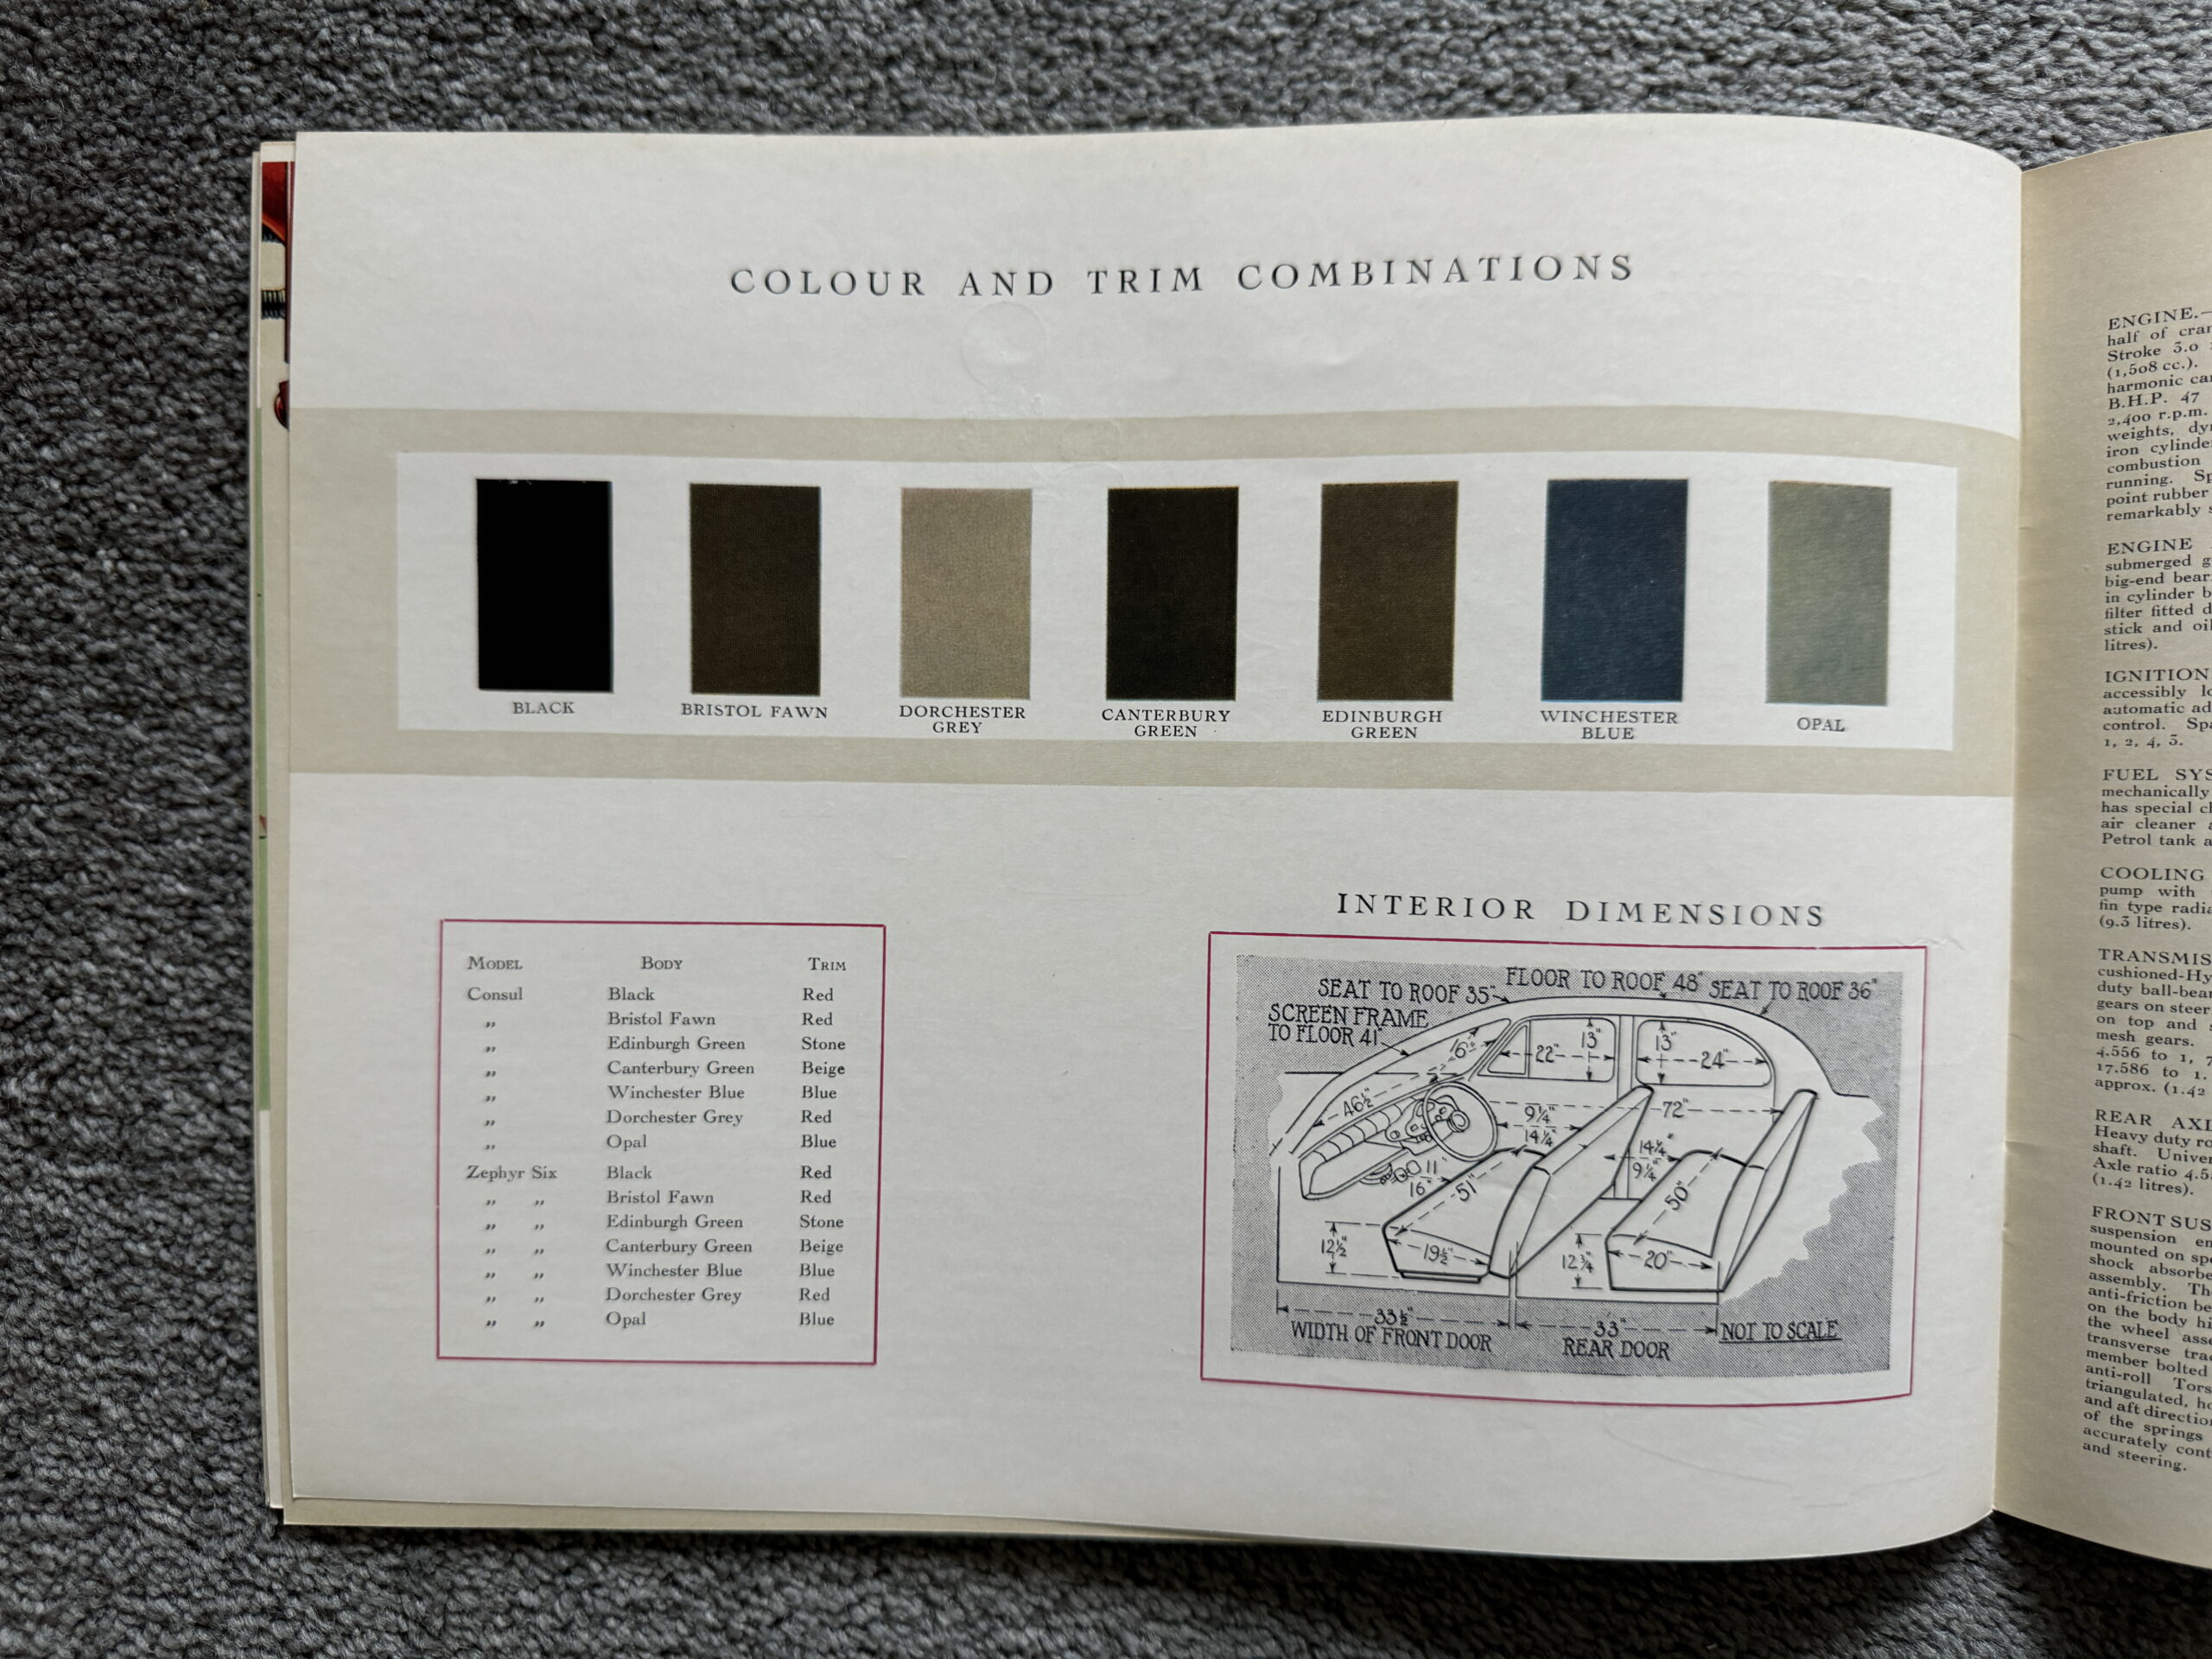 COLOUR AND TRIM COMBINATIONS
BLACK
BRISTOL FAWN
DORCHESTER
GREY
CANTERBURY
GREEN
EDINBURGH
GREEN
WINCHESTER
BLUE
OPAL
MODEL BODY TRIM
Consul Black Red
„ Bristol Fawn Red
„ Edinburgh Green Stone
„ Canterbury Green Beige
„ Winchester Blue Blue
„ Dorchester Grey Red
„ Opal Blue
Zephyr Six Black Red
„ „ Bristol Fawn Red
„ „ Edinburgh Green Stone
„ „ Canterbury Green Beige
„ „ Winchester Blue Blue
„ „ Dorchester Grey Red
„ „ Opal Blue
INTERIOR DIMENSIONS
SEAT TO ROOF 35"
FLOOR TO ROOF 48"
SEAT TO ROOF 36"
SCREEN FRAME
TO FLOOR 41"
22"
13"
13"
24"
46½"
9¼"
14¼"
72"
14¼"
9¼"
11"
16"
51"
50"
12½"
19½"
12¾"
20"
33½"
WIDTH OF FRONT DOOR
33"
REAR DOOR
NOT TO SCALE
ENGINE.—
half of
Stroke 3.0
(1,508 cc.).
harmonic
B.H.P. 47
2,400 r.p.m.
weights,
iron
combustion
running.
point rubber
remarkably
ENGINE
submerged
big-end
in cylinder
filter fitted
stick and
litres).
IGNITION
accessibly
automatic
control.
1, 2, 4, 3.
FUEL
mechanically
has special
air cleaner
Petrol tank
COOLING
pump with
fin type
(9.3 litres).
cushioned-
duty
gears on
on top and
mesh gears.
4.556 to 1,
17.586 to 1.
approx. (1.42
REAR
Heavy duty
shaft.
Axle ratio
(1.42 litres).
FRONT
suspension
mounted on
shock
assembly.
anti-friction
on the body
the wheel
transverse
member bolted
anti-roll
triangulated,
and aft
of the springs
accurately
and steering.